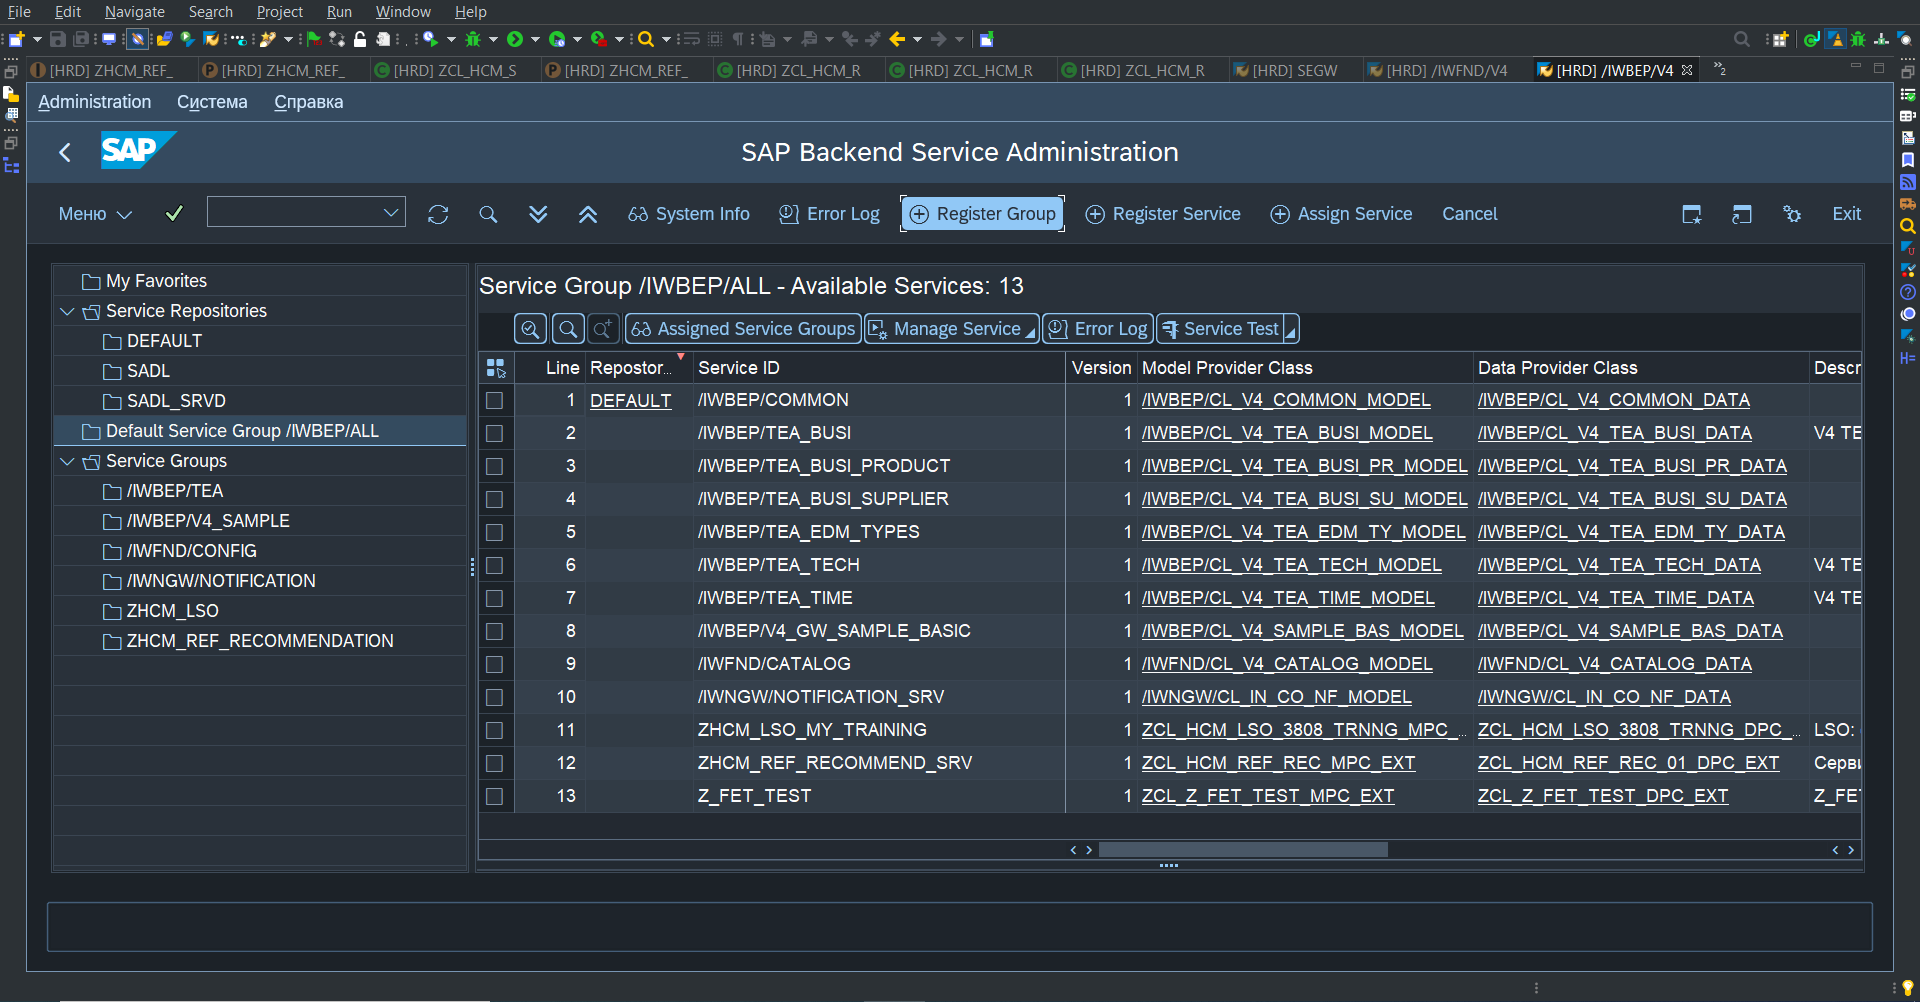 File Edit Navigate Search Project Run Window Help
[HRD] ZHCM_REF_ [HRD] ZHCM_REF_ [HRD] ZCL_HCM_S [HRD] ZHCM_REF_ [HRD] ZCL_HCM_R [HRD] ZCL_HCM_R [HRD] ZCL_HCM_R [HRD] SEGW [HRD] /IWFND/V4 [HRD] /IWBEP/V4 »2
Administration Система Справка
SAP SAP Backend Service Administration
Меню System Info Error Log Register Group Register Service Assign Service Cancel Exit
My Favorites
Service Repositories
DEFAULT
SADL
SADL_SRVD
Default Service Group /IWBEP/ALL
Service Groups
/IWBEP/TEA
/IWBEP/V4_SAMPLE
/IWFND/CONFIG
/IWNGW/NOTIFICATION
ZHCM_LSO
ZHCM_REF_RECOMMENDATION
Service Group /IWBEP/ALL - Available Services: 13
Assigned Service Groups Manage Service Error Log Service Test
Line Repostor... Service ID Version Model Provider Class Data Provider Class Descr
1 DEFAULT /IWBEP/COMMON 1 /IWBEP/CL_V4_COMMON_MODEL /IWBEP/CL_V4_COMMON_DATA
2 /IWBEP/TEA_BUSI 1 /IWBEP/CL_V4_TEA_BUSI_MODEL /IWBEP/CL_V4_TEA_BUSI_DATA V4 TE
3 /IWBEP/TEA_BUSI_PRODUCT 1 /IWBEP/CL_V4_TEA_BUSI_PR_MODEL /IWBEP/CL_V4_TEA_BUSI_PR_DATA
4 /IWBEP/TEA_BUSI_SUPPLIER 1 /IWBEP/CL_V4_TEA_BUSI_SU_MODEL /IWBEP/CL_V4_TEA_BUSI_SU_DATA
5 /IWBEP/TEA_EDM_TYPES 1 /IWBEP/CL_V4_TEA_EDM_TY_MODEL /IWBEP/CL_V4_TEA_EDM_TY_DATA
6 /IWBEP/TEA_TECH 1 /IWBEP/CL_V4_TEA_TECH_MODEL /IWBEP/CL_V4_TEA_TECH_DATA V4 TE
7 /IWBEP/TEA_TIME 1 /IWBEP/CL_V4_TEA_TIME_MODEL /IWBEP/CL_V4_TEA_TIME_DATA V4 TE
8 /IWBEP/V4_GW_SAMPLE_BASIC 1 /IWBEP/CL_V4_SAMPLE_BAS_MODEL /IWBEP/CL_V4_SAMPLE_BAS_DATA
9 /IWFND/CATALOG 1 /IWFND/CL_V4_CATALOG_MODEL /IWFND/CL_V4_CATALOG_DATA
10 /IWNGW/NOTIFICATION_SRV 1 /IWNGW/CL_IN_CO_NF_MODEL /IWNGW/CL_IN_CO_NF_DATA
11 ZHCM_LSO_MY_TRAINING 1 ZCL_HCM_LSO_3808_TRNNG_MPC_... ZCL_HCM_LSO_3808_TRNNG_DPC_... LSO:
12 ZHCM_REF_RECOMMEND_SRV 1 ZCL_HCM_REF_REC_MPC_EXT ZCL_HCM_REF_REC_01_DPC_EXT Серви
13 Z_FET_TEST 1 ZCL_Z_FET_TEST_MPC_EXT ZCL_Z_FET_TEST_DPC_EXT Z_FET